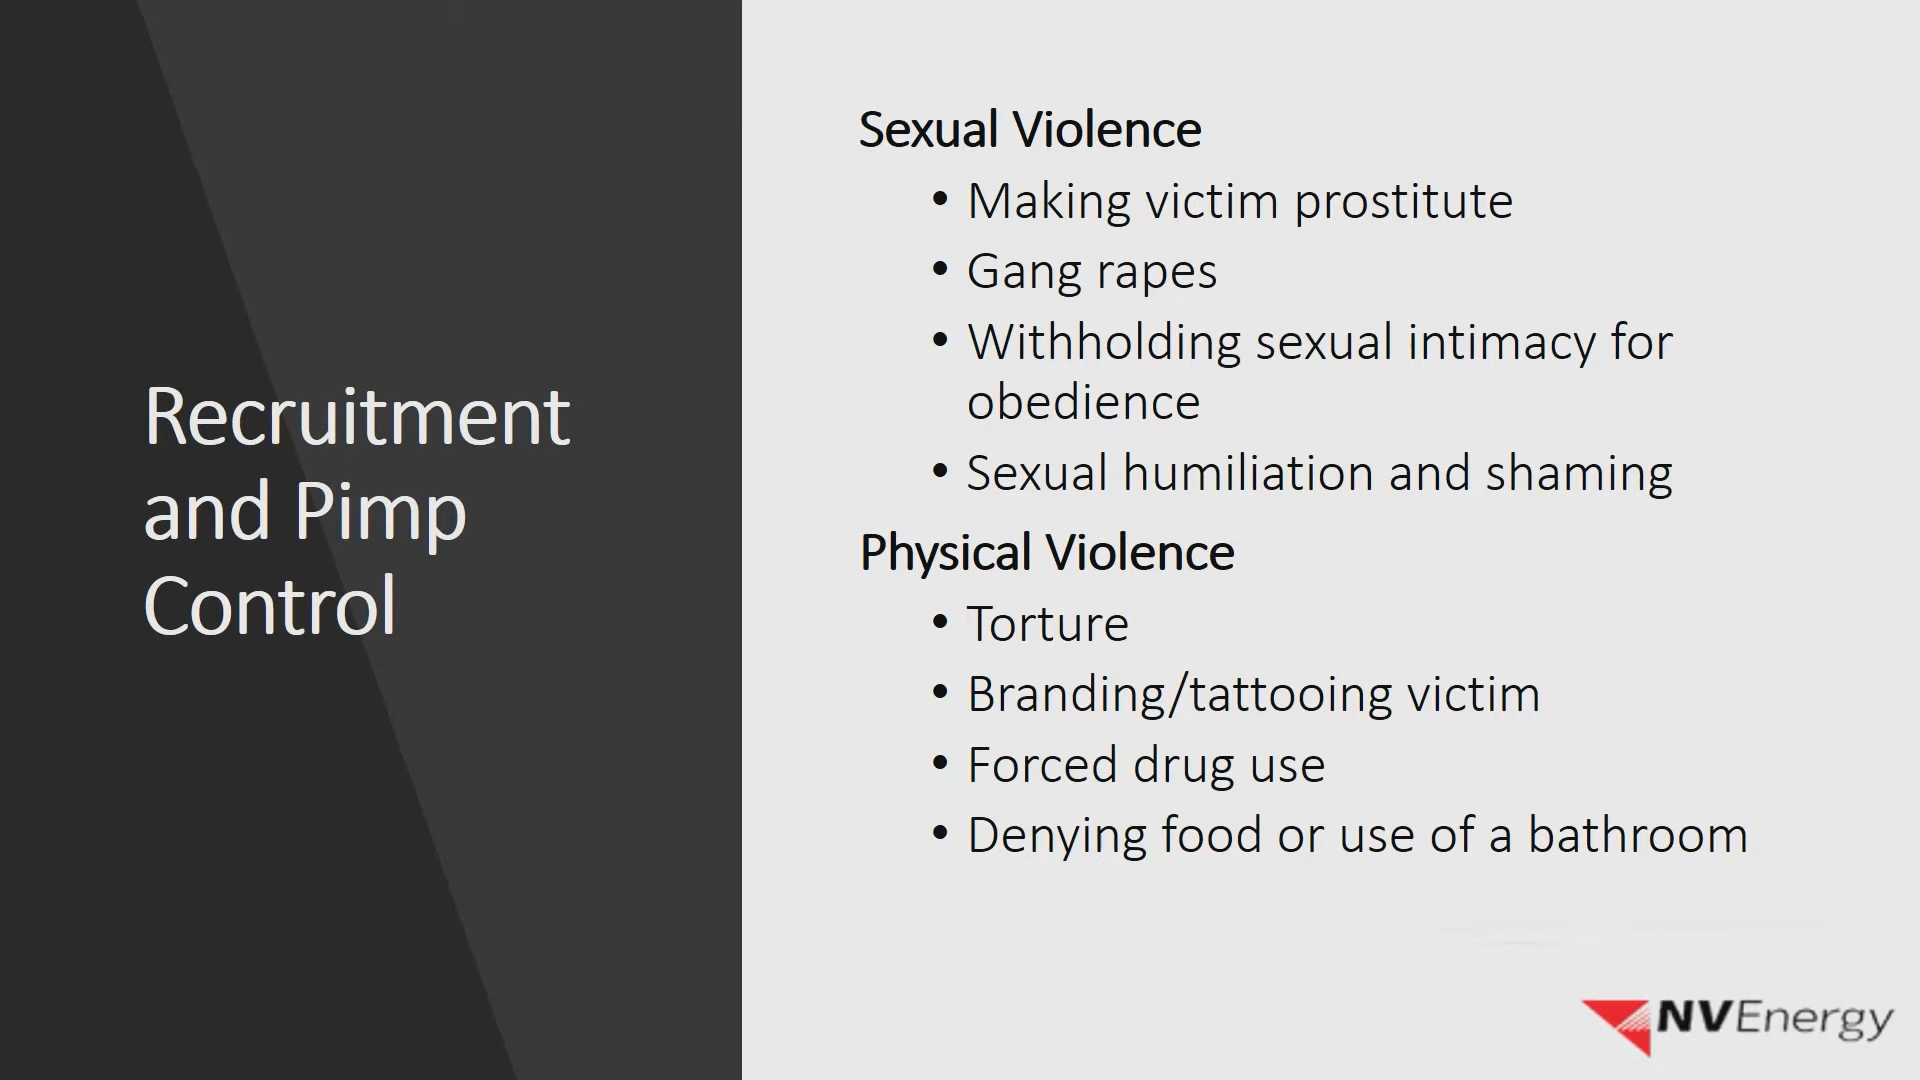 Recruitment
and Pimp
Control
Sexual Violence
• Making victim prostitute
• Gang rapes
• Withholding sexual intimacy for
obedience
• Sexual humiliation and shaming
Physical Violence
• Torture
• Branding/tattooing victim
• Forced drug use
• Denying food or use of a bathroom
NVEnergy